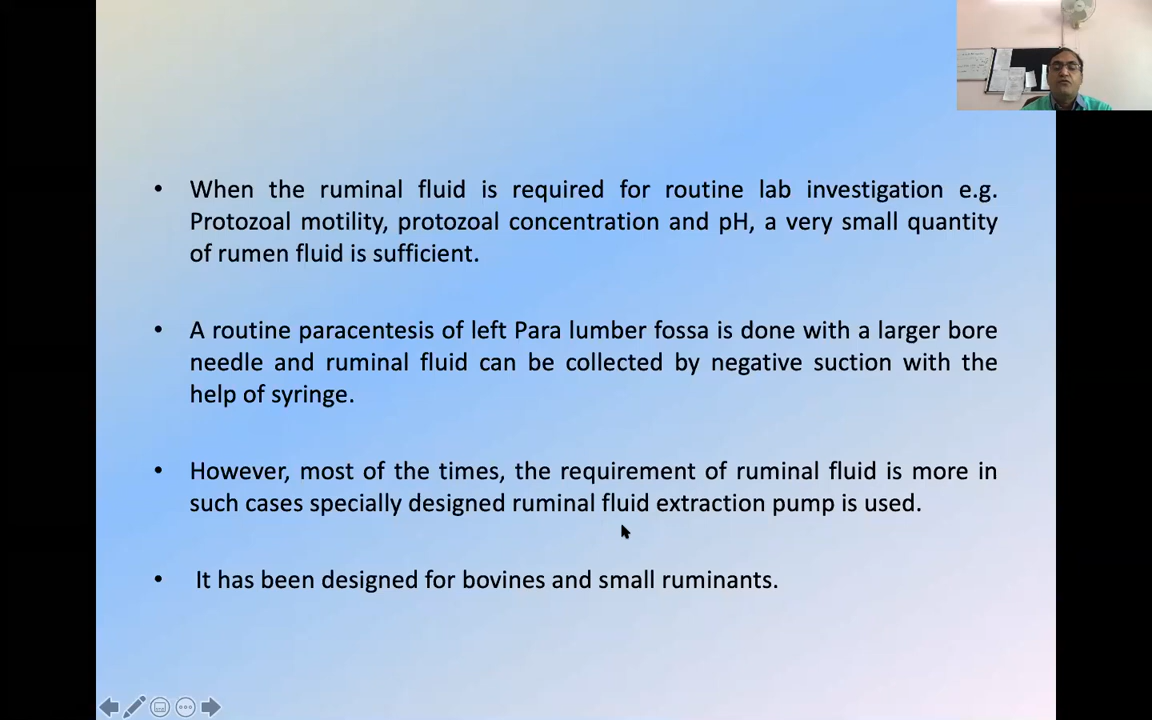 • When the ruminal fluid is required for routine lab investigation e.g.
Protozoal motility, protozoal concentration and pH, a very small quantity
of rumen fluid is sufficient.
• A routine paracentesis of left Para lumber fossa is done with a larger bore
needle and ruminal fluid can be collected by negative suction with the
help of syringe.
• However, most of the times, the requirement of ruminal fluid is more in
such cases specially designed ruminal fluid extraction pump is used.
• It has been designed for bovines and small ruminants.